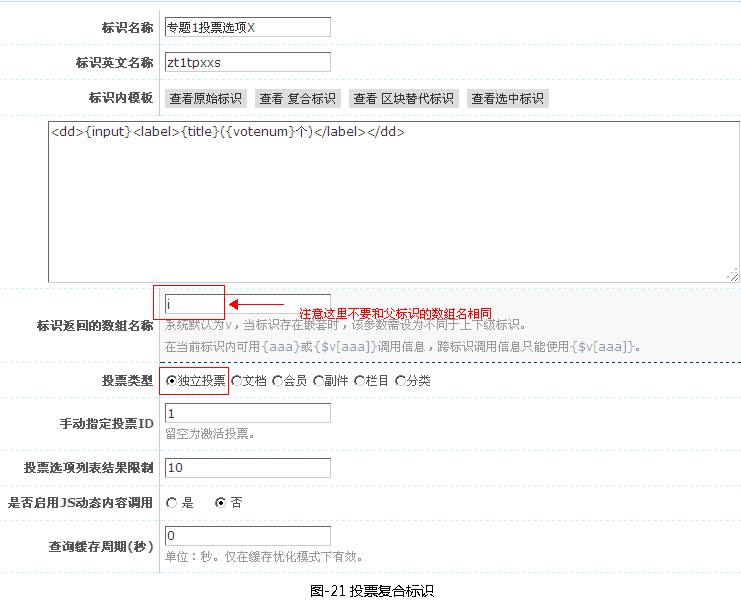 标识名称 专题1投票选项X
标识英文名称 zt1tpxxs
标识内模板 查看原始标识 查看 复合标识 查看 区块替代标识 查看选中标识
<dd>{input}<label>{title}({votenum}个)</label></dd>
标识返回的数组名称 i
注意这里不要和父标识的数组名相同
系统默认为v，当标识存在嵌套时，该参数需设为不同于上下级标识。
在当前标识内可用{aaa}或{$v[aaa]}调用信息，跨标识调用信息只能使用{$v[aaa]}。
投票类型 独立投票 文档 会员 副件 栏目 分类
手动指定投票ID 1
留空为激活投票。
投票选项列表结果限制 10
是否启用JS动态内容调用 是 否
查询缓存周期(秒) 0
单位：秒。仅在缓存优化模式下有效。
图-21 投票复合标识